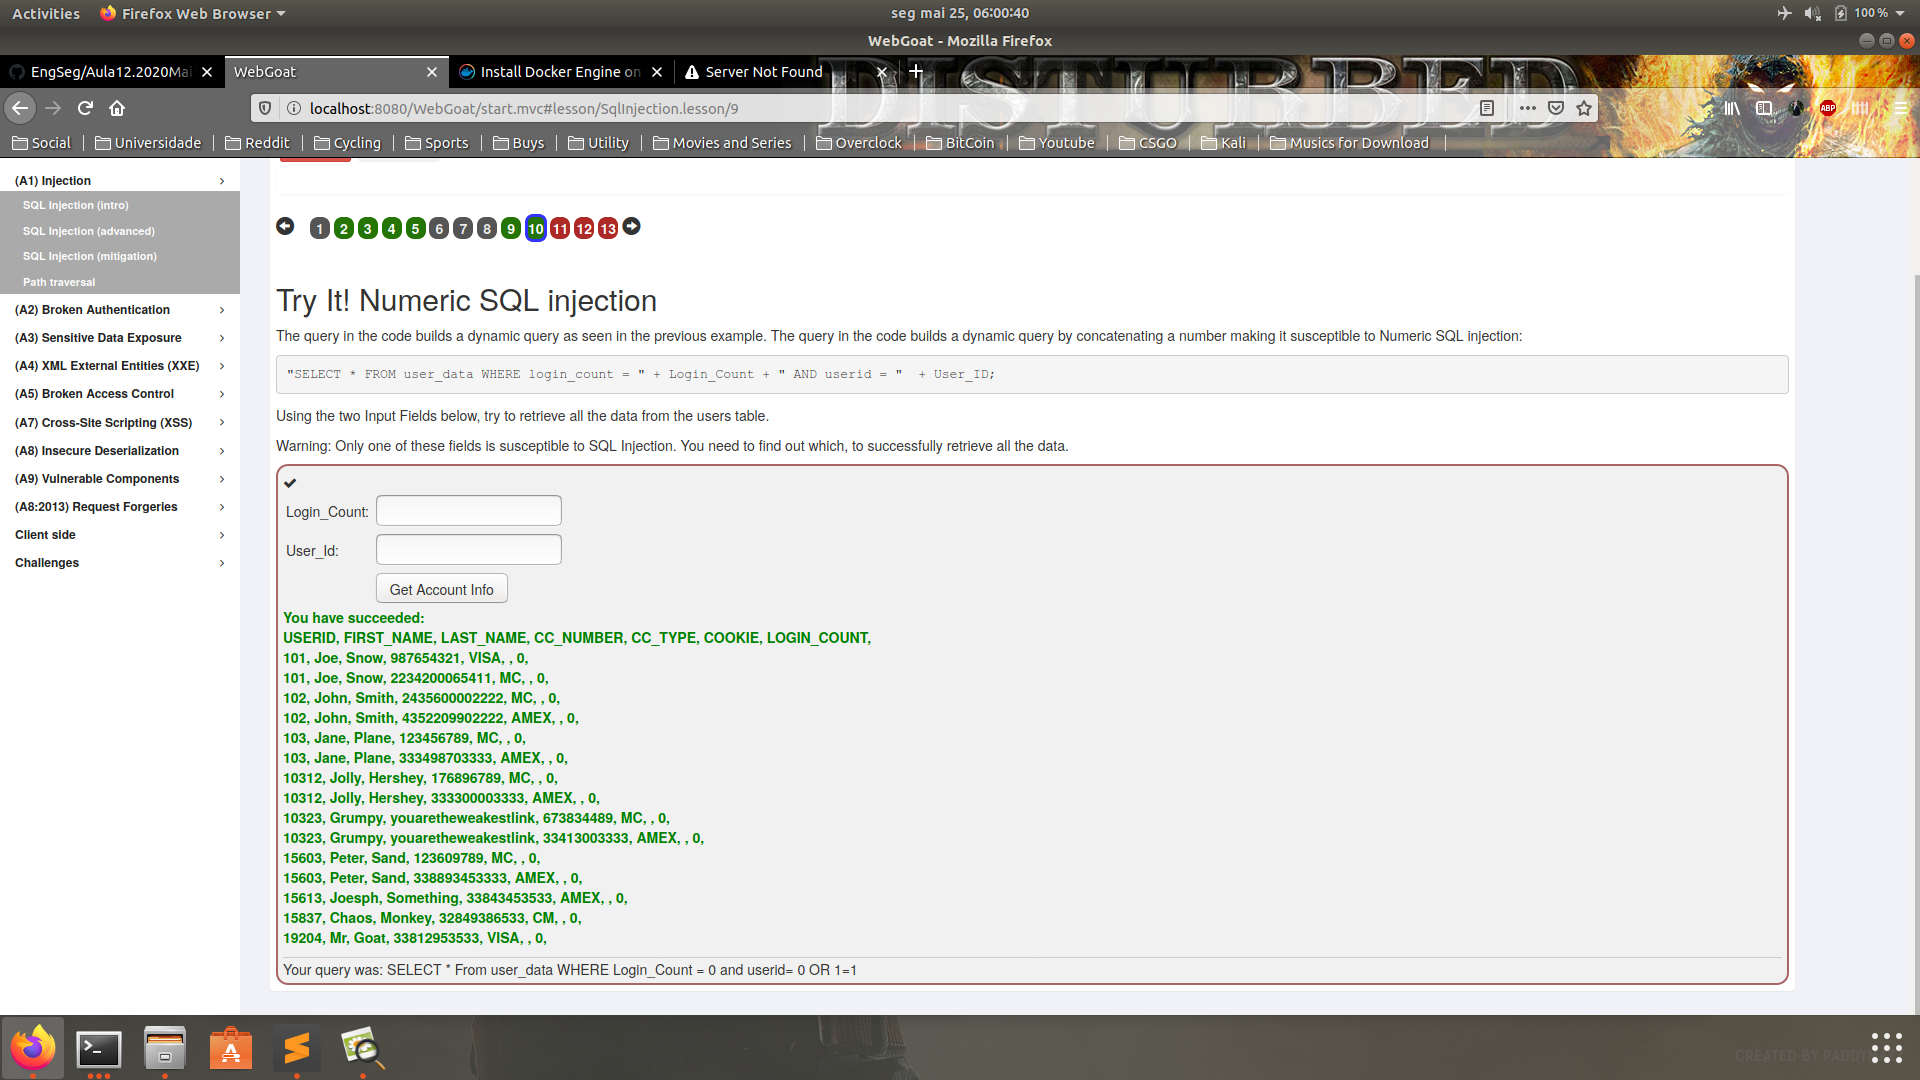 Activities Firefox Web Browser seg mai 25, 06:00:40 100 %
WebGoat - Mozilla Firefox
EngSeg/Aula12.2020Mai WebGoat Install Docker Engine on Server Not Found
DISTURBED
localhost:8080/WebGoat/start.mvc#lesson/SqlInjection.lesson/9
ABP
Social Universidade Reddit Cycling Sports Buys Utility Movies and Series Overclock BitCoin Youtube CSGO Kali Musics for Download
(A1) Injection
SQL Injection (intro)
SQL Injection (advanced)
SQL Injection (mitigation)
Path traversal
(A2) Broken Authentication
(A3) Sensitive Data Exposure
(A4) XML External Entities (XXE)
(A5) Broken Access Control
(A7) Cross-Site Scripting (XSS)
(A8) Insecure Deserialization
(A9) Vulnerable Components
(A8:2013) Request Forgeries
Client side
Challenges
1 2 3 4 5 6 7 8 9 10 11 12 13
Try It! Numeric SQL injection
The query in the code builds a dynamic query as seen in the previous example. The query in the code builds a dynamic query by concatenating a number making it susceptible to Numeric SQL injection:
"SELECT * FROM user_data WHERE login_count = " + Login_Count + " AND userid = "  + User_ID;
Using the two Input Fields below, try to retrieve all the data from the users table.
Warning: Only one of these fields is susceptible to SQL Injection. You need to find out which, to successfully retrieve all the data.
Login_Count:
User_Id:
Get Account Info
You have succeeded:
USERID, FIRST_NAME, LAST_NAME, CC_NUMBER, CC_TYPE, COOKIE, LOGIN_COUNT,
101, Joe, Snow, 987654321, VISA, , 0,
101, Joe, Snow, 2234200065411, MC, , 0,
102, John, Smith, 2435600002222, MC, , 0,
102, John, Smith, 4352209902222, AMEX, , 0,
103, Jane, Plane, 123456789, MC, , 0,
103, Jane, Plane, 333498703333, AMEX, , 0,
10312, Jolly, Hershey, 176896789, MC, , 0,
10312, Jolly, Hershey, 333300003333, AMEX, , 0,
10323, Grumpy, youaretheweakestlink, 673834489, MC, , 0,
10323, Grumpy, youaretheweakestlink, 33413003333, AMEX, , 0,
15603, Peter, Sand, 123609789, MC, , 0,
15603, Peter, Sand, 338893453333, AMEX, , 0,
15613, Joesph, Something, 33843453533, AMEX, , 0,
15837, Chaos, Monkey, 32849386533, CM, , 0,
19204, Mr, Goat, 33812953533, VISA, , 0,
Your query was: SELECT * From user_data WHERE Login_Count = 0 and userid= 0 OR 1=1
CREATED BY